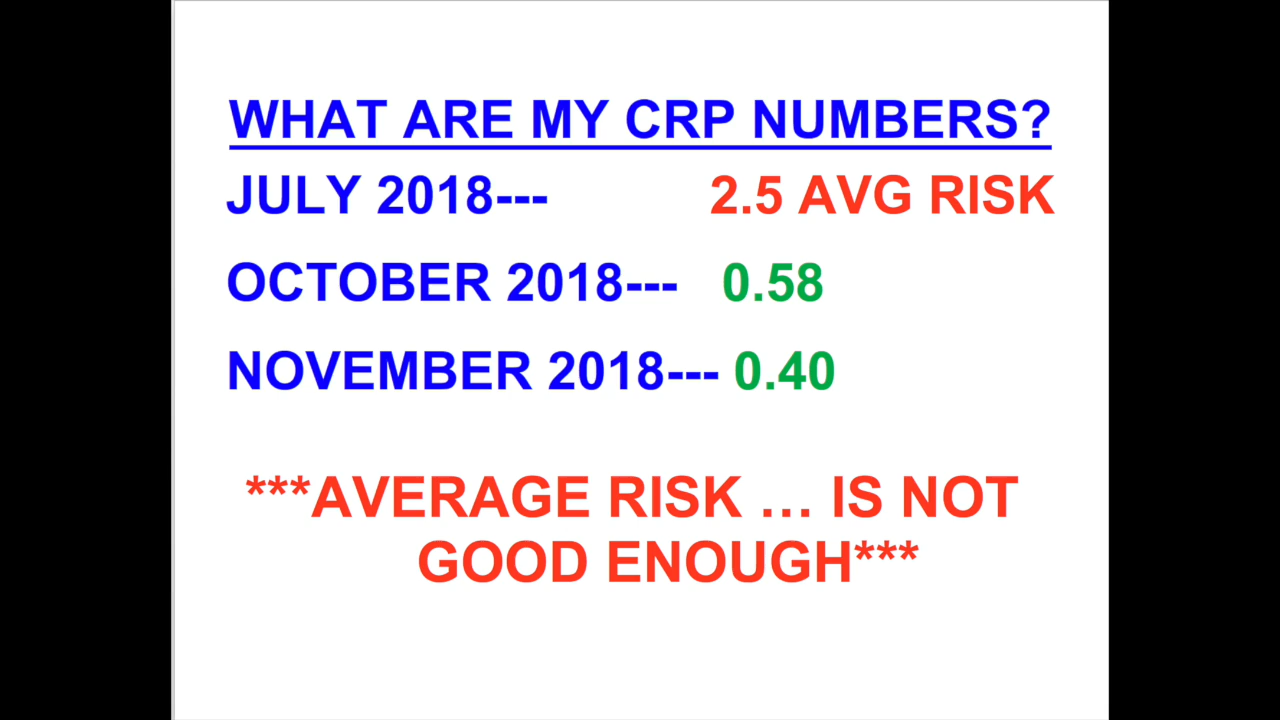 WHAT ARE MY CRP NUMBERS?
JULY 2018--- 2.5 AVG RISK
OCTOBER 2018--- 0.58
NOVEMBER 2018--- 0.40
***AVERAGE RISK … IS NOT
GOOD ENOUGH***